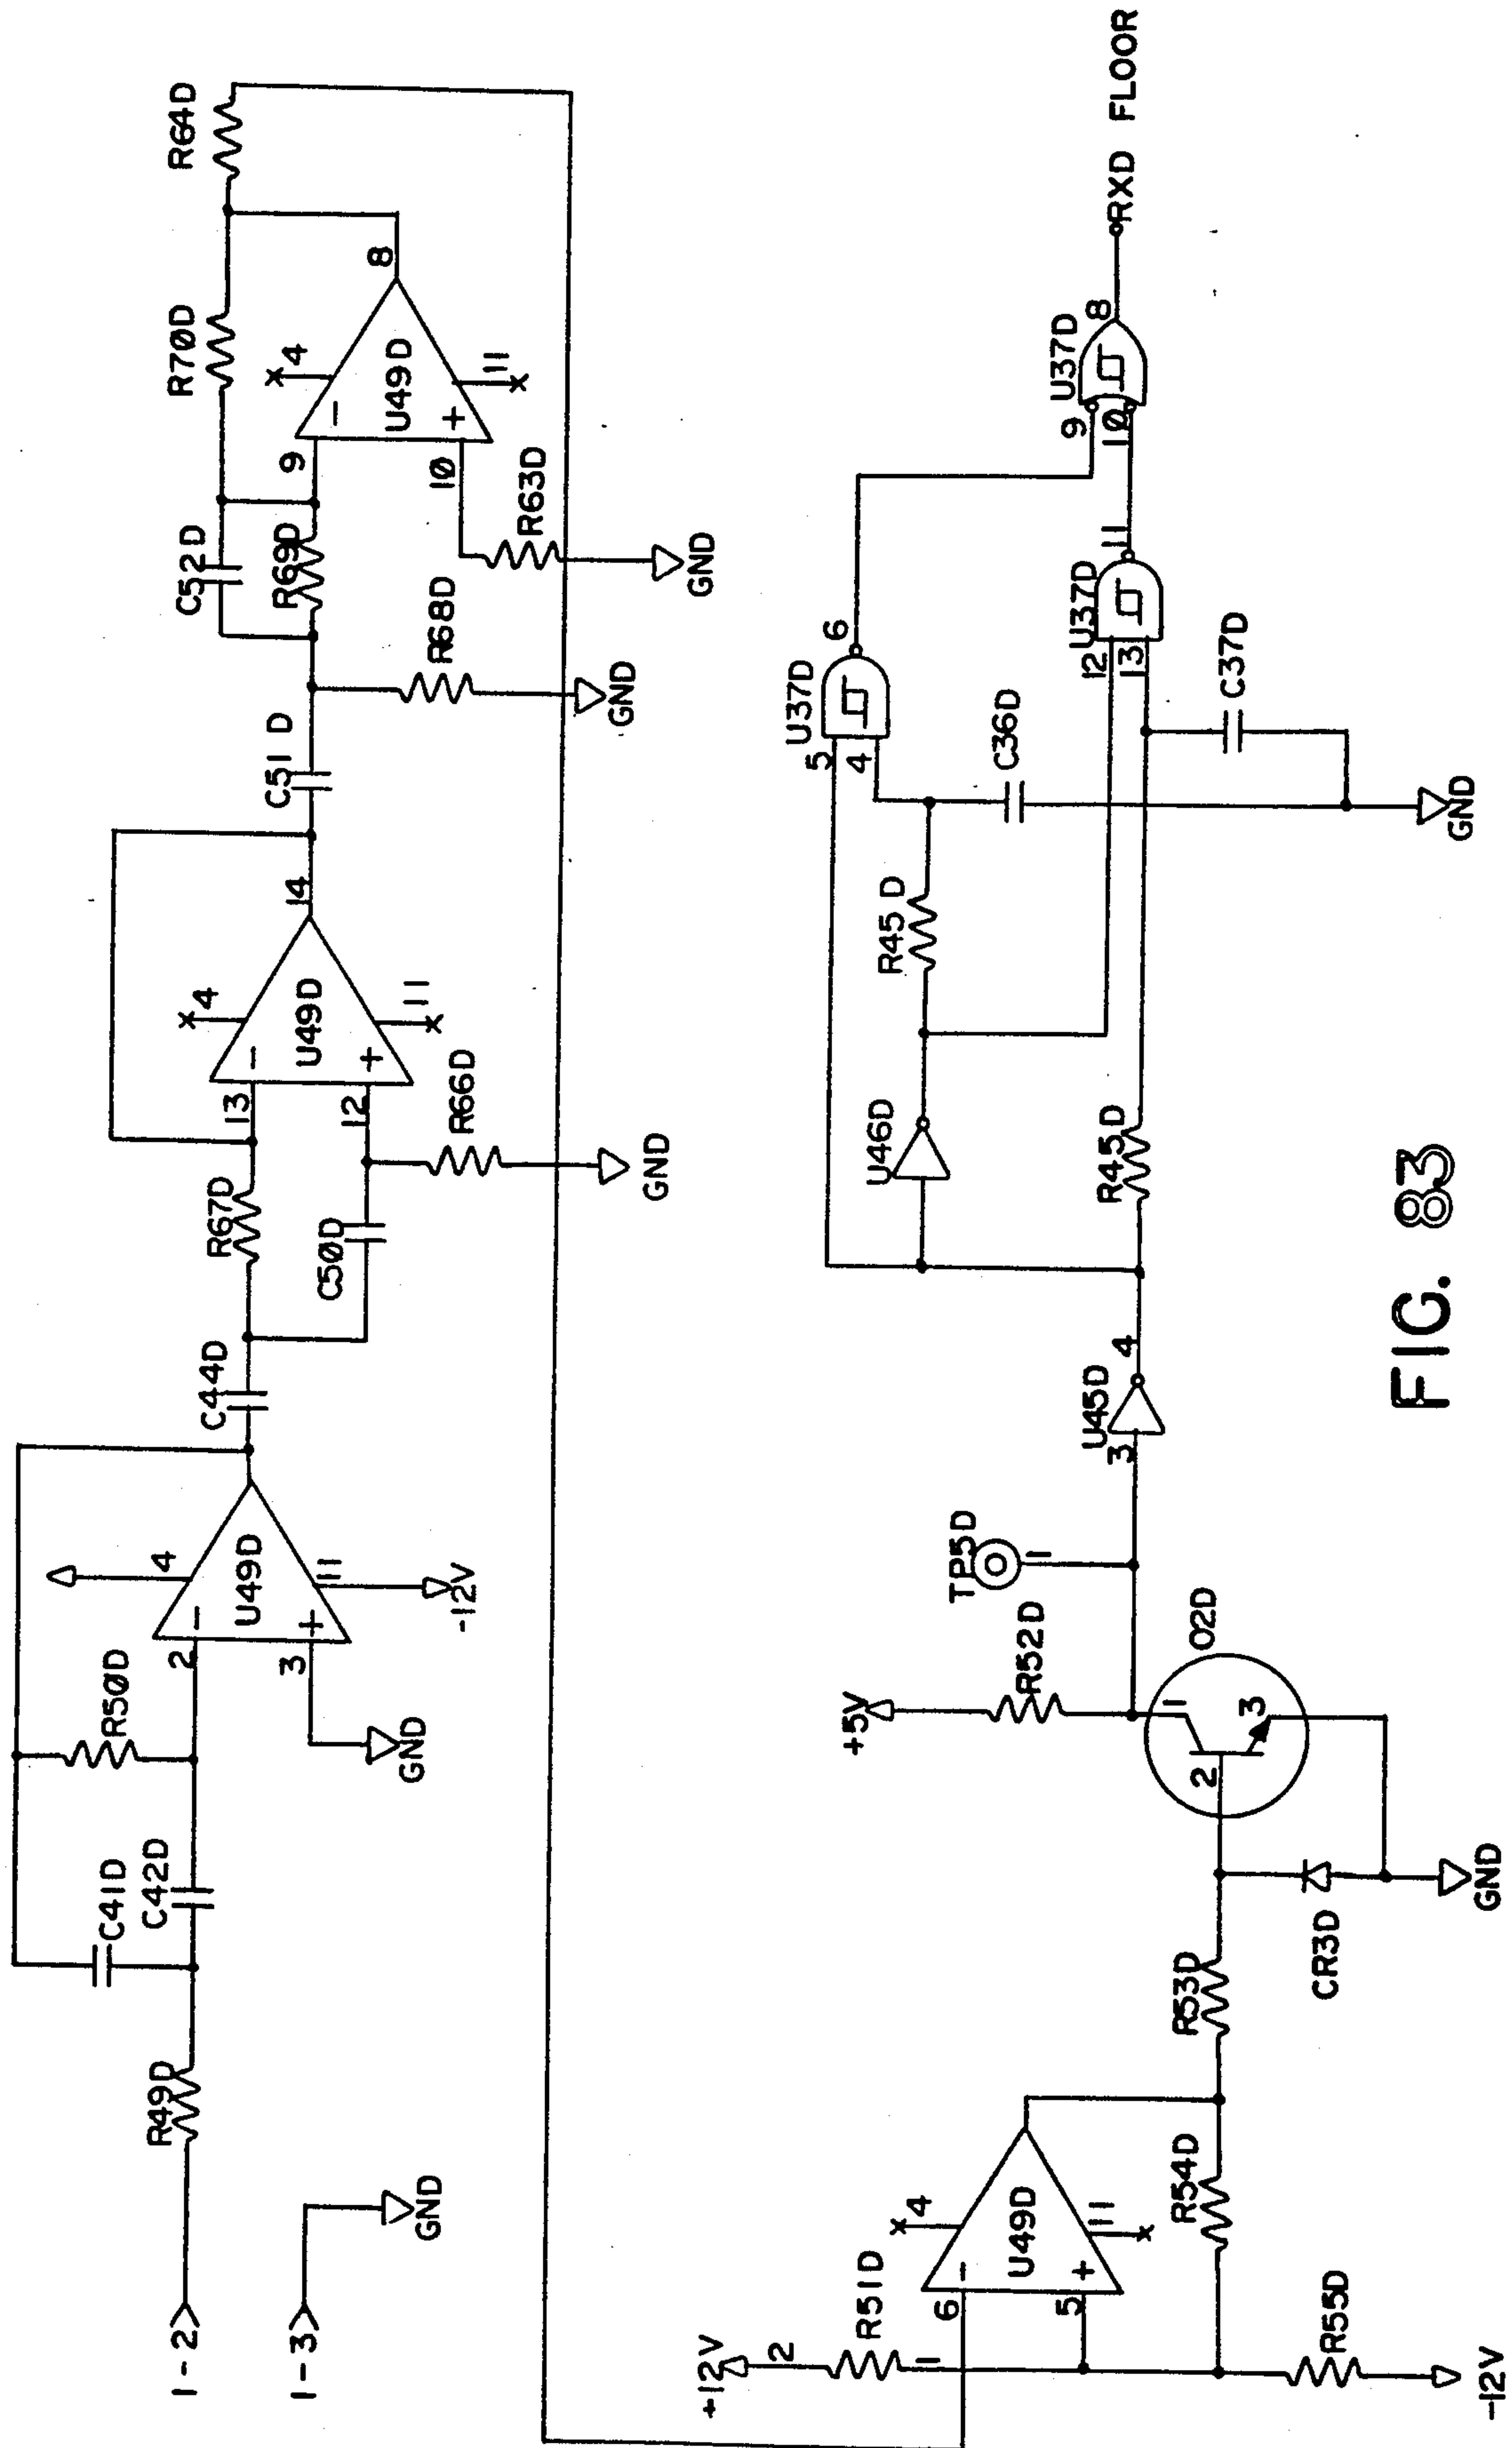 1-2
R49D
C41D
C42D
R50D
2
3
4
11
U49D
-
+
GND
-12V
C44D
R67D
C50D
13
12
4
11
14
U49D
-
+
R66D
GND
C51 D
C52D
R69D
R68D
GND
9
10
4
11
8
U49D
-
+
R70D
R64D
R63D
GND
1-3
GND
+12V
2
R51D
1
6
5
4
11
U49D
-
+
R54D
R55D
-12V
R53D
CR3D
GND
+5V
R52D
2
1
3
O2D
TP5D
1
3
U45D
4
U46D
R45 D
R45D
C36D
C37D
GND
5
4
U37D
6
12
13
U37D
11
9
10
U37D
8
RXD FLOOR
FIG. 83